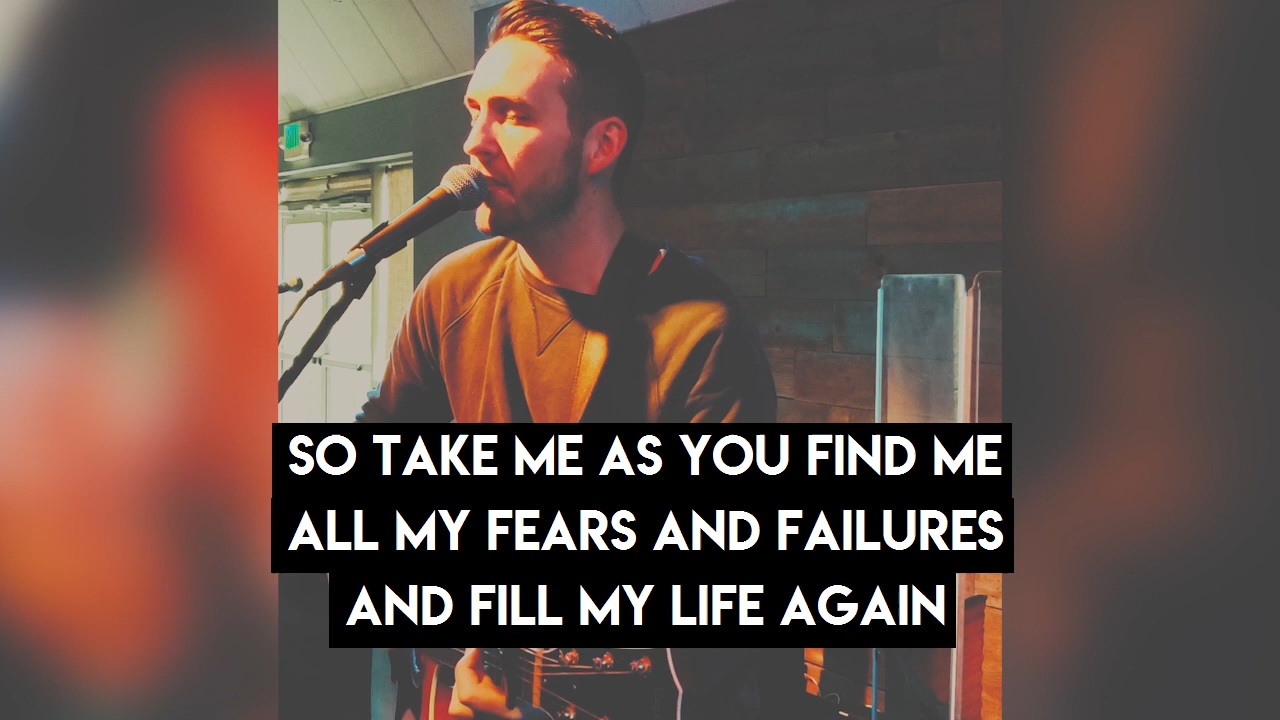 SO TAKE ME AS YOU FIND ME
ALL MY FEARS AND FAILURES
AND FILL MY LIFE AGAIN